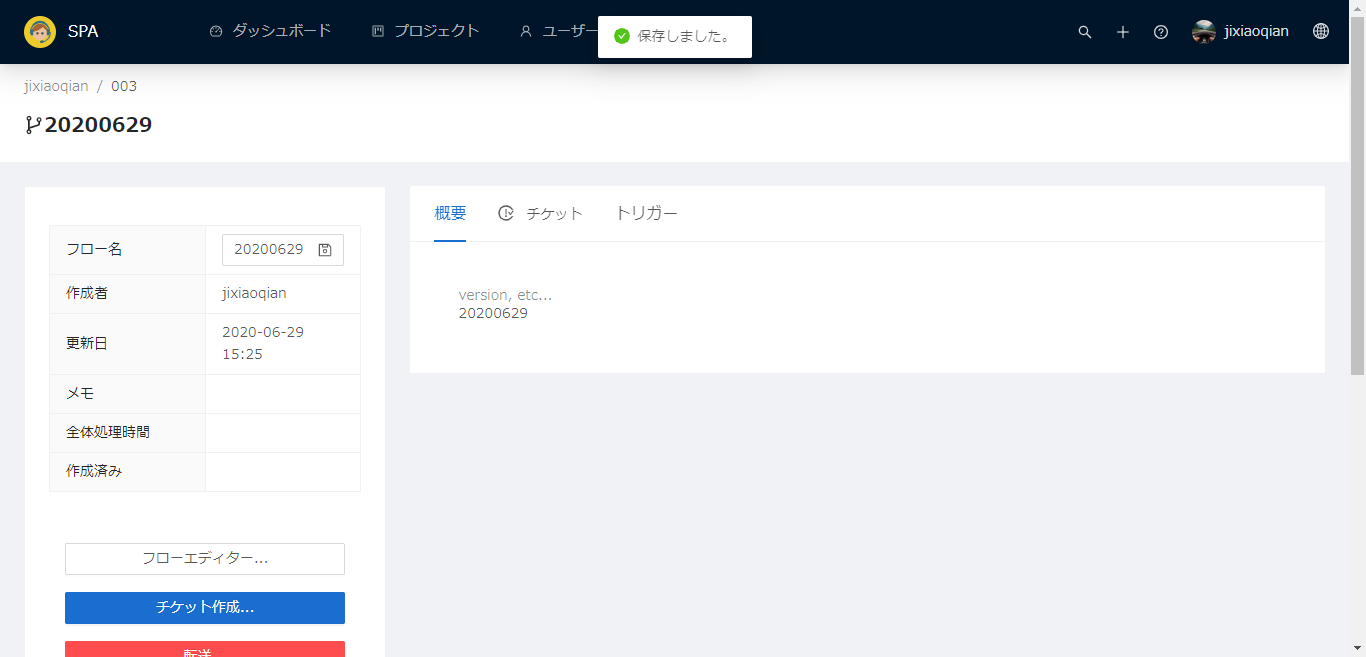 SPA
ダッシュボード
プロジェクト
ユーザー
保存しました。
jixiaoqian
jixiaoqian / 003
20200629
フロー名
20200629
作成者
jixiaoqian
更新日
2020-06-29
15:25
メモ
全体処理時間
作成済み
フローエディター...
チケット作成...
転送
概要
チケット
トリガー
version, etc...
20200629